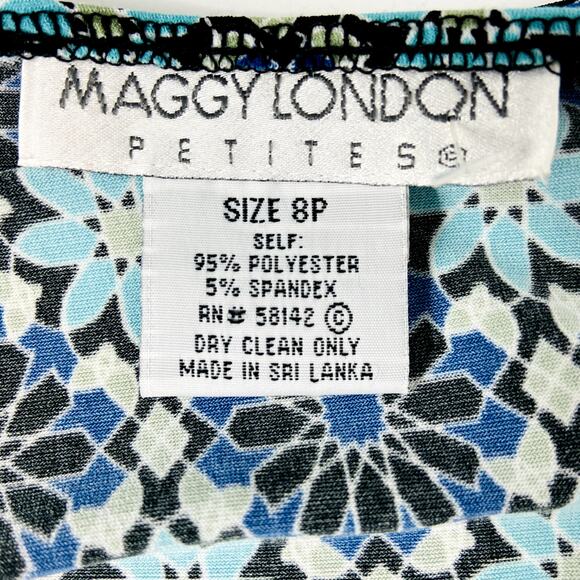 MAGGY LONDON
PETITES®
SIZE 8P
SELF:
95% POLYESTER
5% SPANDEX
RN# 58142 ©
DRY CLEAN ONLY
MADE IN SRI LANKA